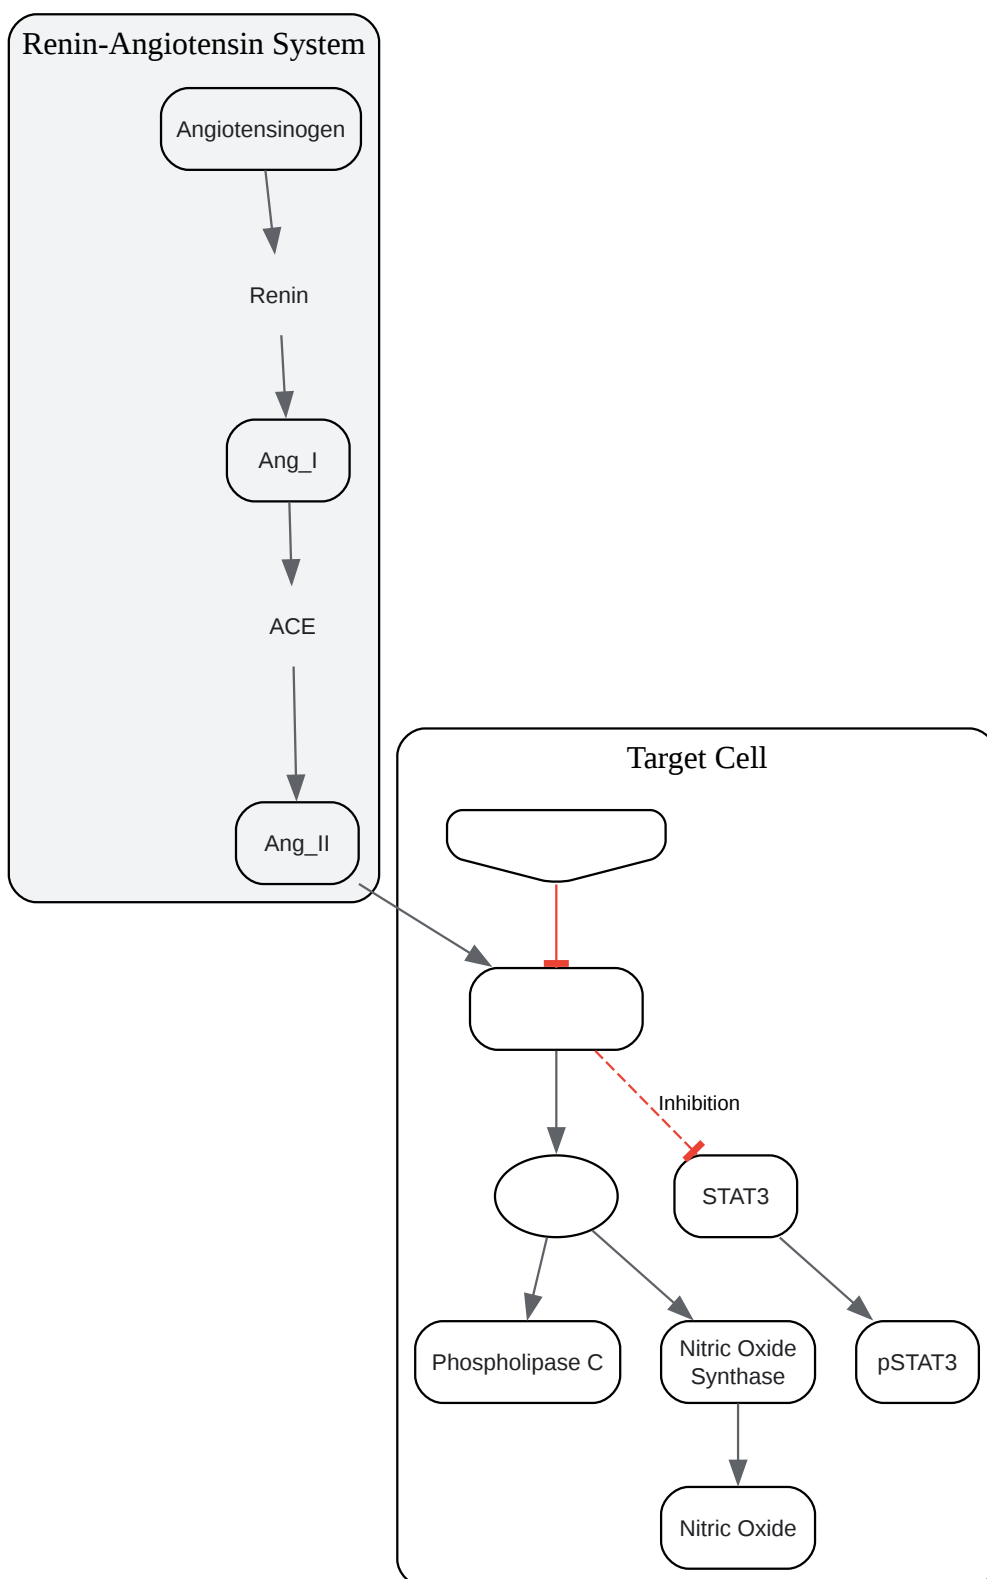 Renin-Angiotensin System
Angiotensinogen
Renin
Ang_I
ACE
Ang_II
Target Cell
Inhibition
STAT3
Phospholipase C
Nitric Oxide
Synthase
pSTAT3
Nitric Oxide